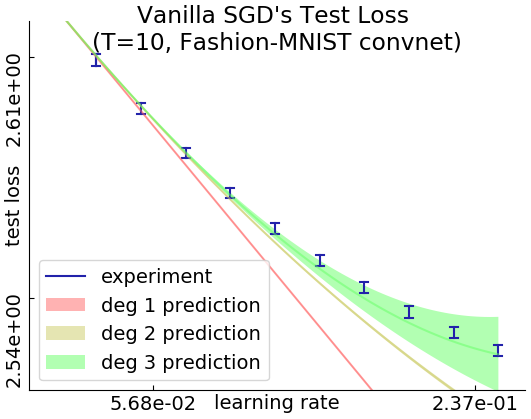 Vanilla SGD's Test Loss
(T=10, Fashion-MNIST convnet)
2.61e+00
test loss
2.54e+00
experiment
deg 1 prediction
deg 2 prediction
deg 3 prediction
5.68e-02
learning rate
2.37e-01